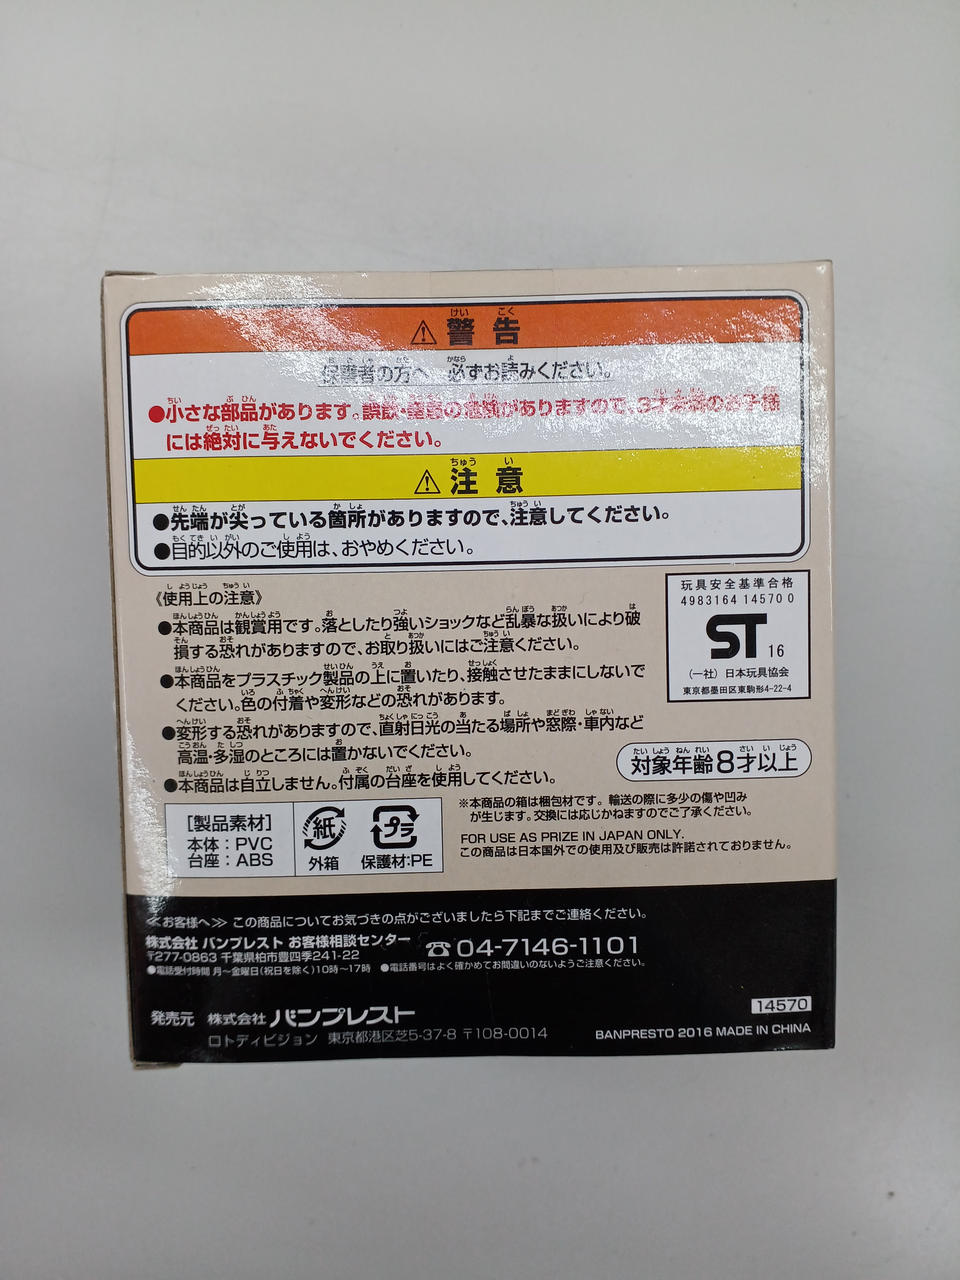 ⚠警告
保護者の方へ 必ずお読みください。
●小さな部品があります。誤飲・窒息の危険がありますので、3才未満のお子様
には絶対に与えないでください。
⚠注意
●先端が尖っている箇所がありますので、注意してください。
●目的以外のご使用は、おやめください。
《使用上の注意》
●本商品は観賞用です。落としたり強いショックなど乱暴な扱いにより破
損する恐れがありますので、お取り扱いにはご注意ください。
●本商品をプラスチック製品の上に置いたり、接触させたままにしないで
ください。色の付着や変形などの恐れがあります。
●変形する恐れがありますので、直射日光の当たる場所や窓際・車内など
高温・多湿のところには置かないでください。
●本商品は自立しません。付属の台座を使用してください。
玩具安全基準合格
4983164 14570 0
ST 16
(一社) 日本玩具協会
東京都墨田区東駒形4-22-4
対象年齢8才以上
[製品素材]
本体:PVC
台座:ABS
紙
外箱
プラ
保護材:PE
※本商品の箱は梱包材です。輸送の際に多少の傷や凹み
が生じます。交換には応じかねますのでご了承ください。
FOR USE AS PRIZE IN JAPAN ONLY.
この商品は日本国外での使用及び販売は許諾されておりません。
≪お客様へ≫ この商品についてお気づきの点がございましたら下記までご連絡ください。
株式会社 バンプレスト お客様相談センター
〒277-0863 千葉県柏市豊四季241-22
☎04-7146-1101
●電話受付時間 月~金曜日(祝日を除く)10時~17時 ●電話番号はよく確かめてお間違いのないようご注意ください。
発売元 株式会社 バンプレスト
ロトディビジョン 東京都港区芝5-37-8 〒108-0014
14570
BANPRESTO 2016 MADE IN CHINA